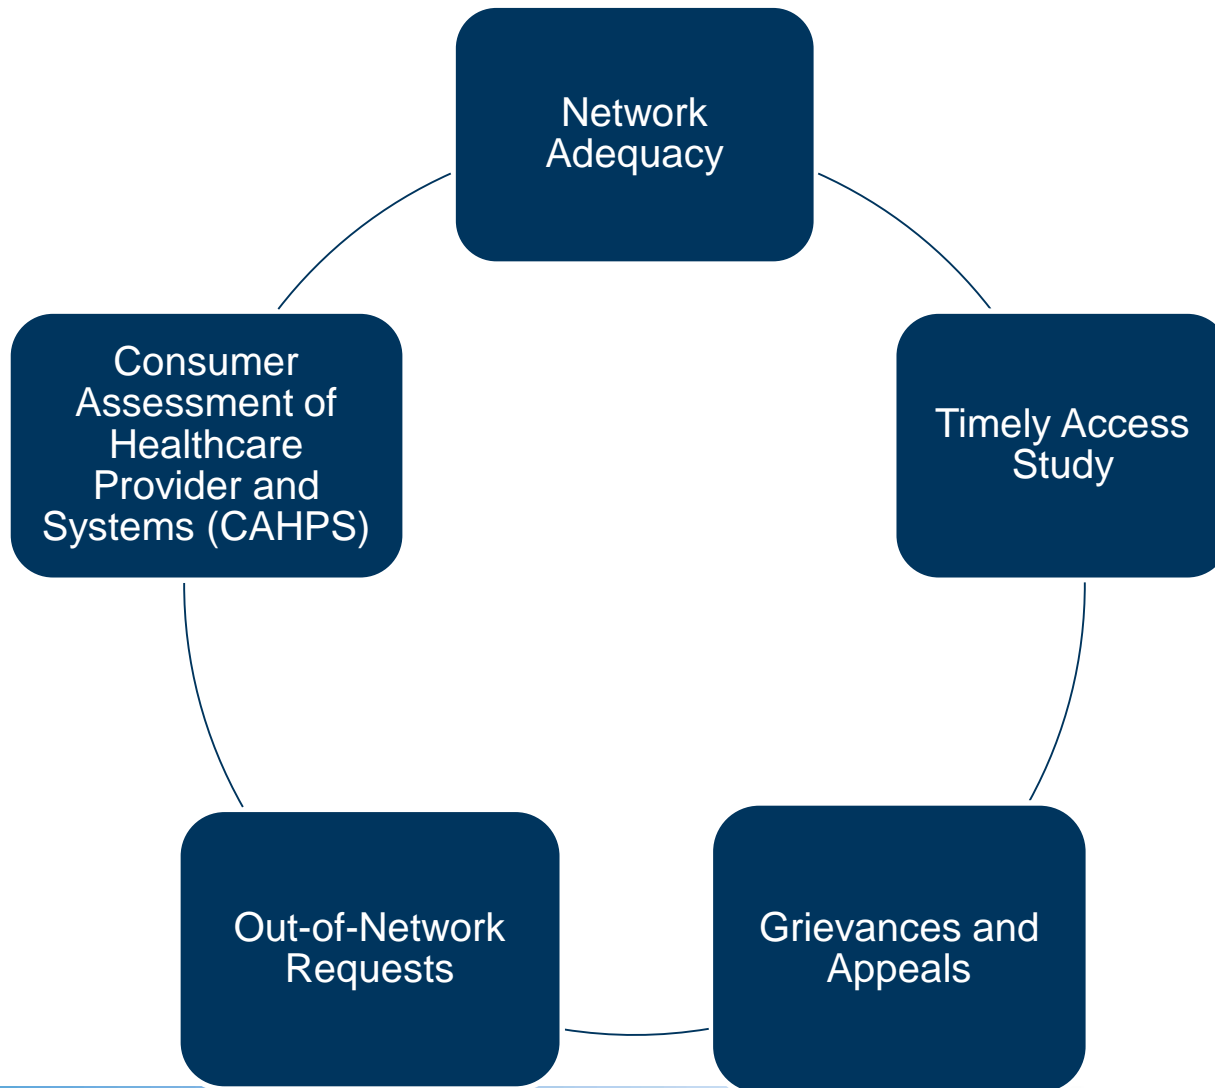 Network
Adequacy
Consumer
Assessment of
Healthcare
Provider and
Systems (CAHPS)
Timely Access
Study
Out-of-Network
Requests
Grievances and
Appeals